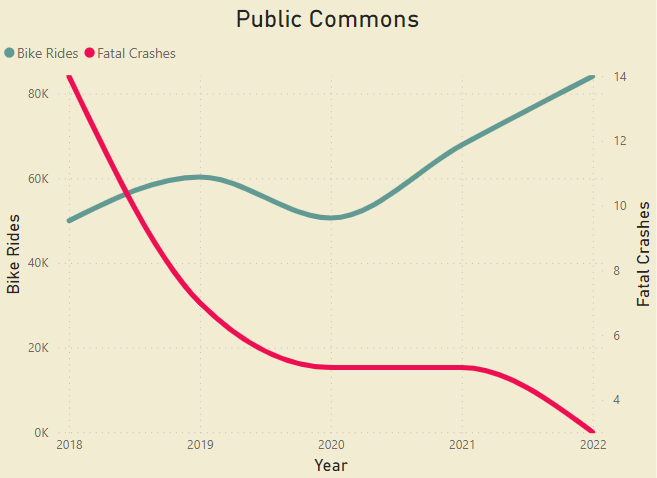 Public Commons
Bike Rides Fatal Crashes
80K
60K
40K
20K
0K
Bike Rides
14
12
10
8
6
4
Fatal Crashes
2018 2019 2020 2021 2022
Year